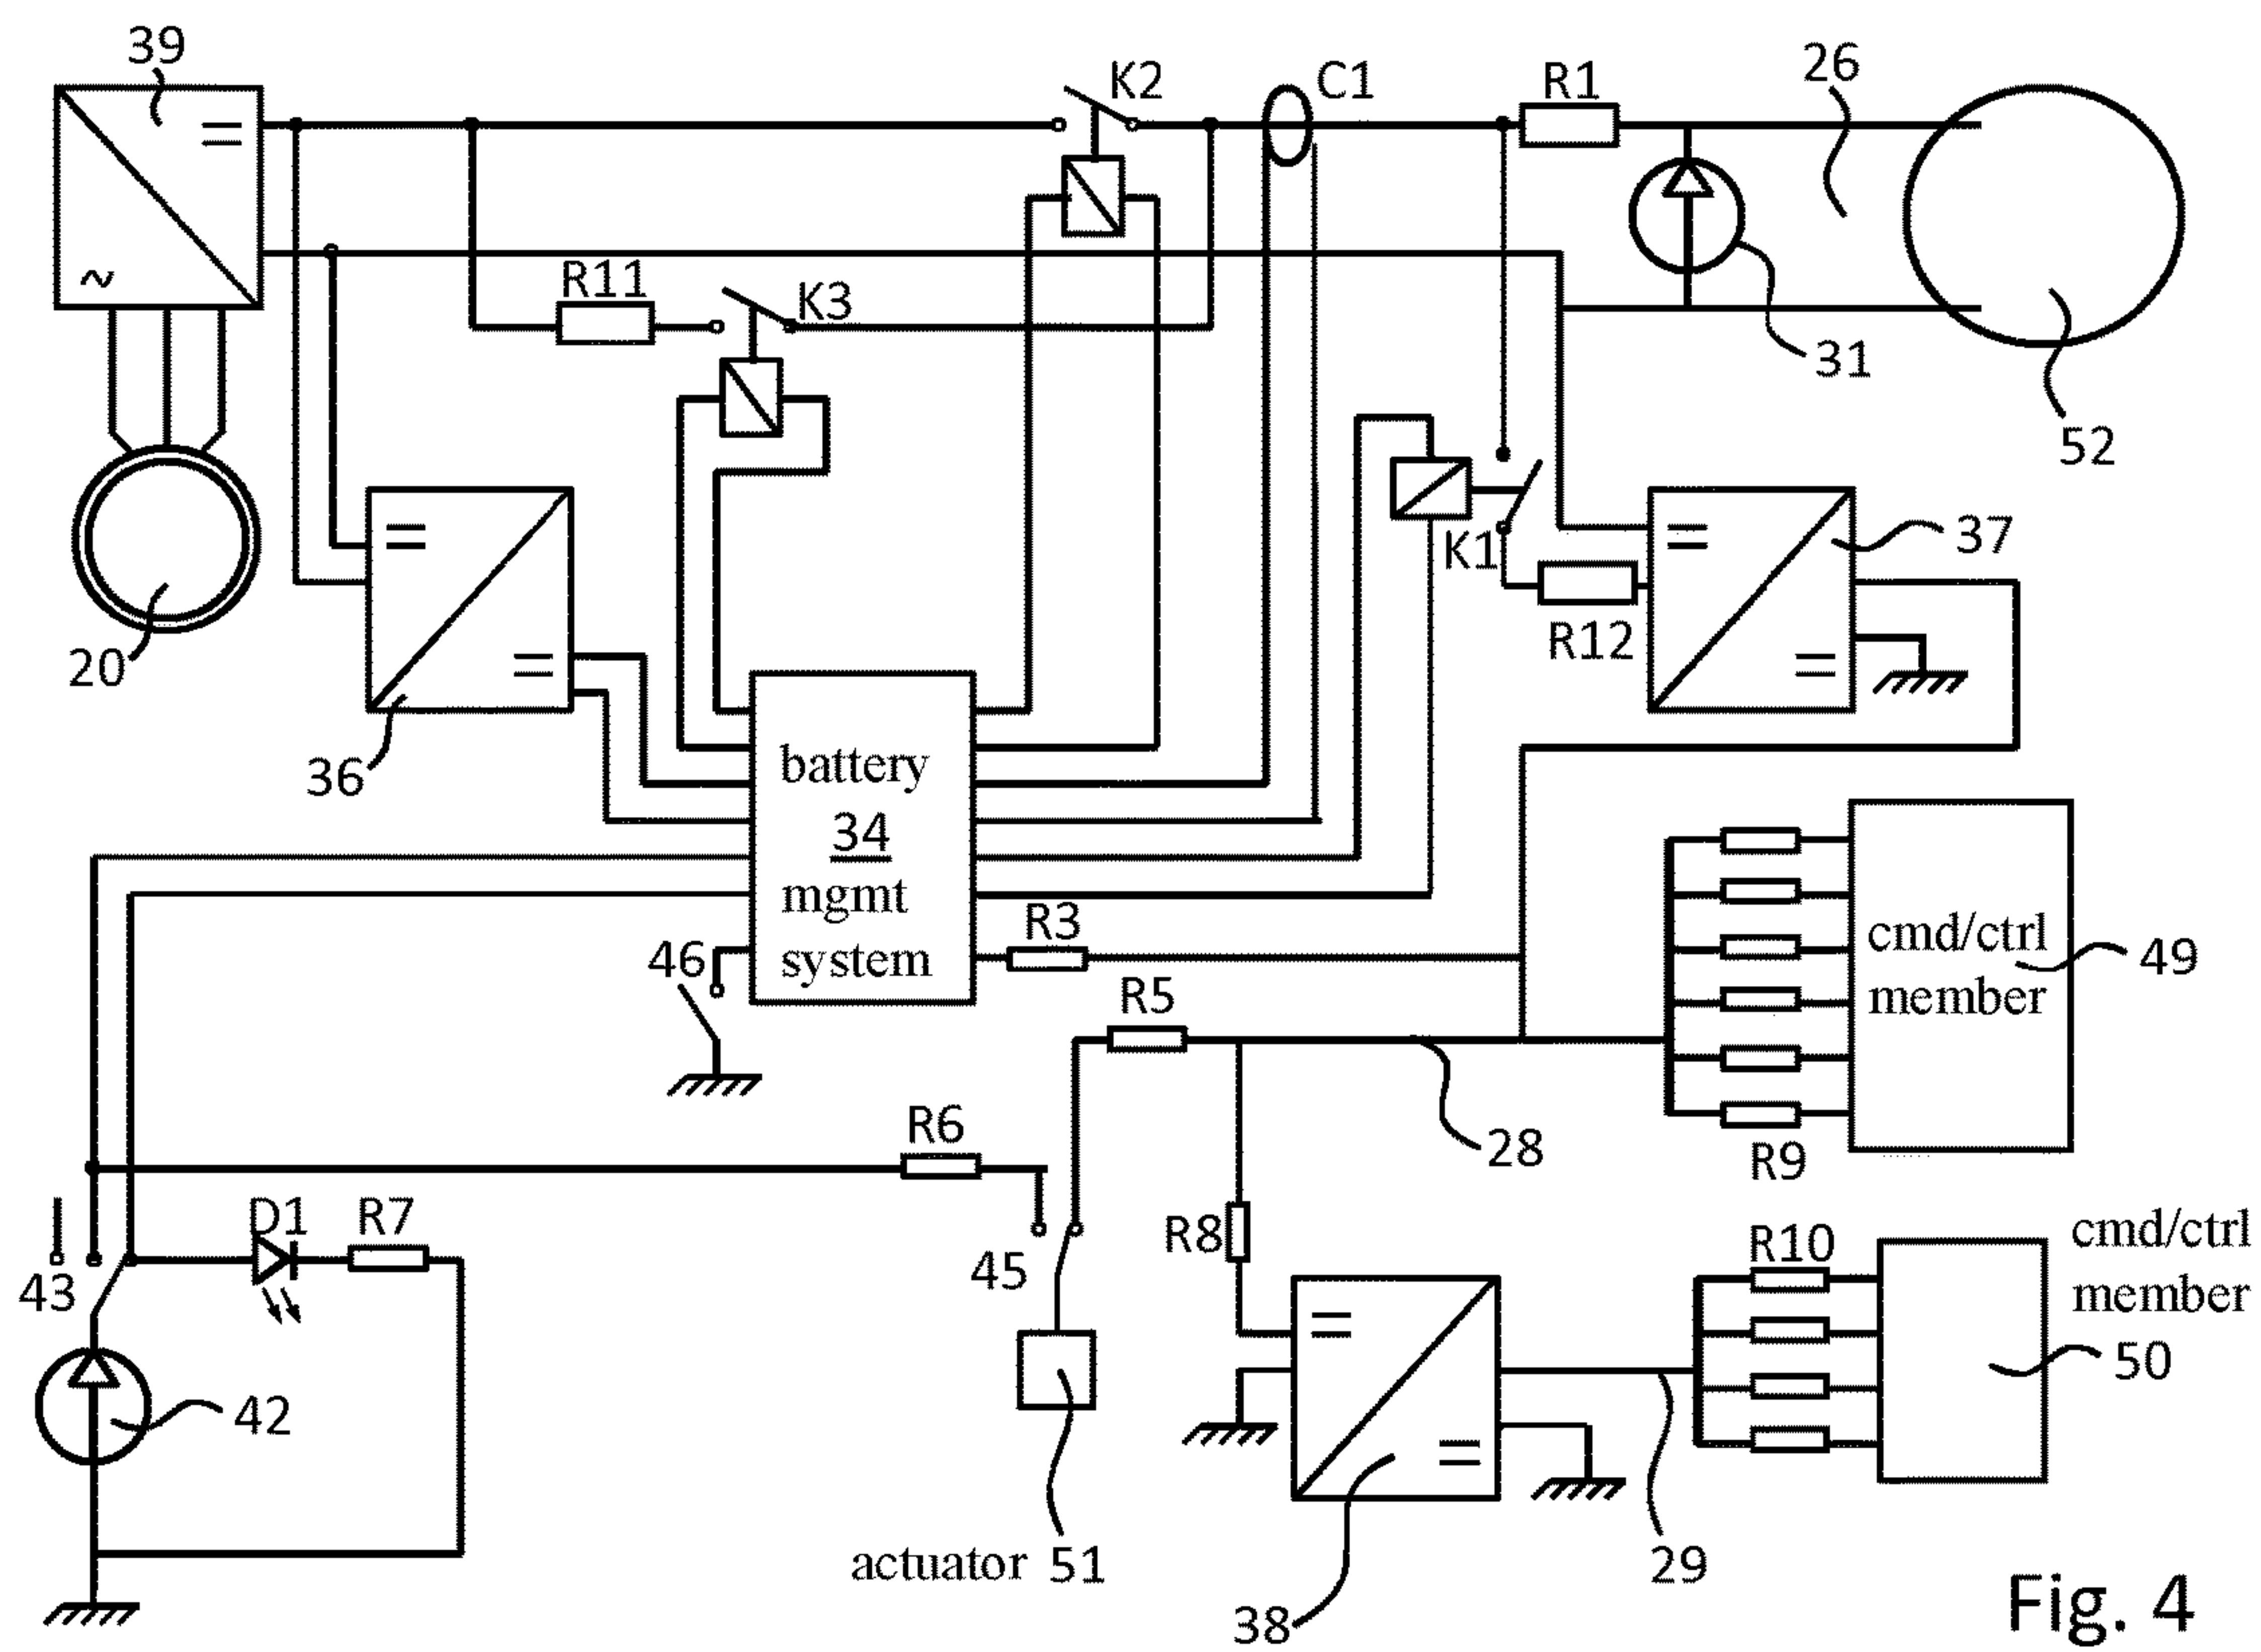 39
K2
C1
R1
26
R11
K3
31
52
20
36
K1
37
R12
battery
34
mgmt
system
46
R3
cmd/ctrl
member
49
R5
28
R9
R6
D1
R7
43
45
R8
R10
cmd/ctrl
member
50
42
actuator 51
38
29
Fig. 4